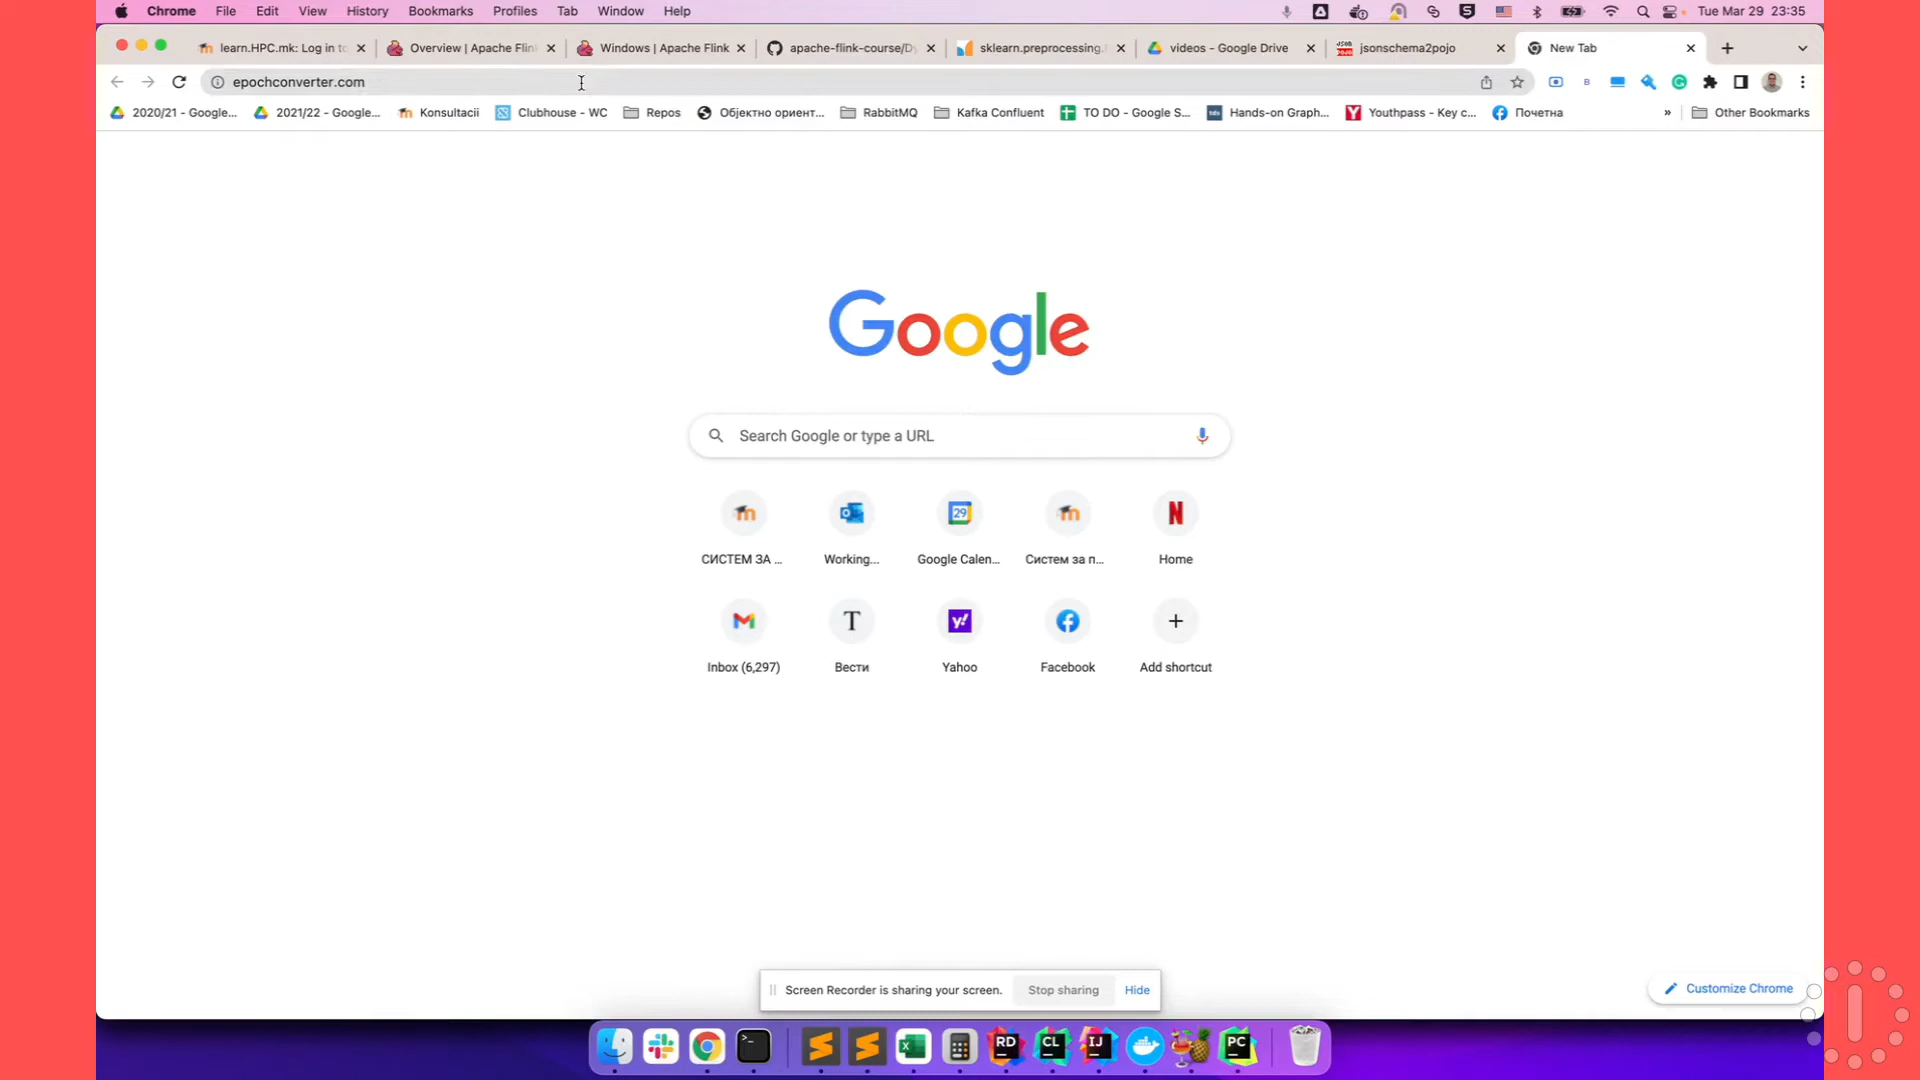 Chrome File Edit View History Bookmarks Profiles Tab Window Help Tue Mar 29 23:35
learn.HPC.mk: Log in to Overview | Apache Flink Windows | Apache Flink apache-flink-course/Dy sklearn.preprocessing. videos - Google Drive jsonschema2pojo New Tab
epochconverter.com
2020/21 - Google... 2021/22 - Google... Konsultacii Clubhouse - WC Repos Објектно ориент... RabbitMQ Kafka Confluent TO DO - Google S... Hands-on Graph... Youthpass - Key c... Почетна » Other Bookmarks
Google
Search Google or type a URL
СИСТЕМ ЗА ... Working... Google Calen... Систем за п... Home
Inbox (6,297) Вести Yahoo Facebook Add shortcut
Screen Recorder is sharing your screen. Stop sharing Hide
Customize Chrome
RD CL IJ PC